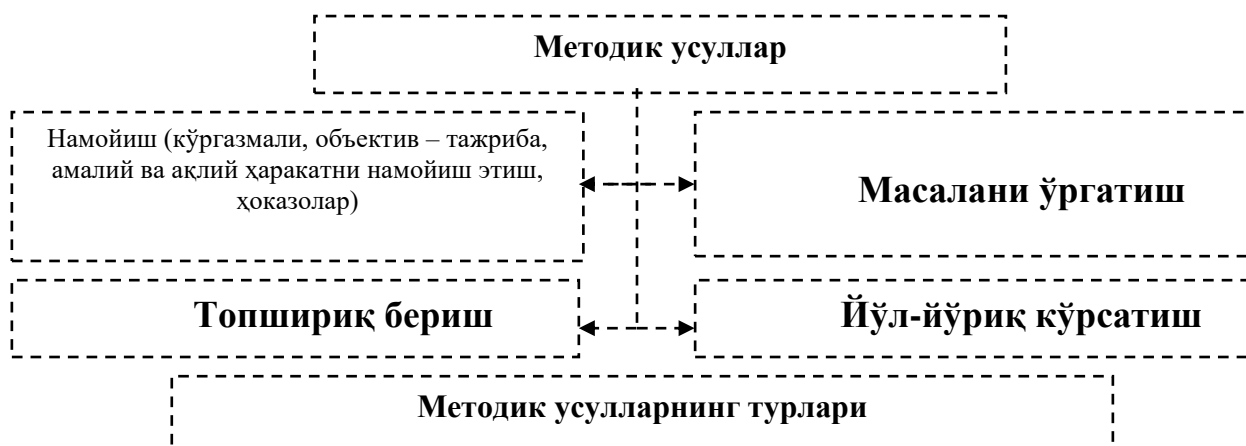 Методик усуллар
Намойиш (кўргазмали, объектив – тажриба,
амалий ва ақлий ҳаракатни намойиш этиш,
ҳоказолар)
Масалани ўргатиш
Топшириқ бериш
Йўл-йўриқ кўрсатиш
Методик усулларнинг турлари